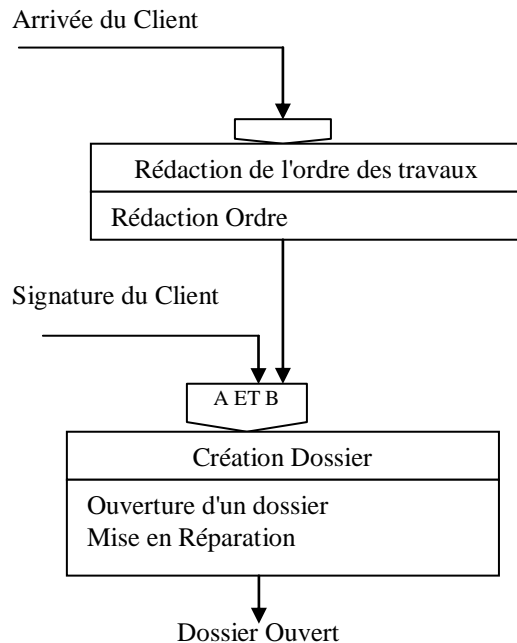 Arrivée du Client
Rédaction de l'ordre des travaux
Rédaction Ordre
Signature du Client
A ET B
Création Dossier
Ouverture d'un dossier
Mise en Réparation
Dossier Ouvert